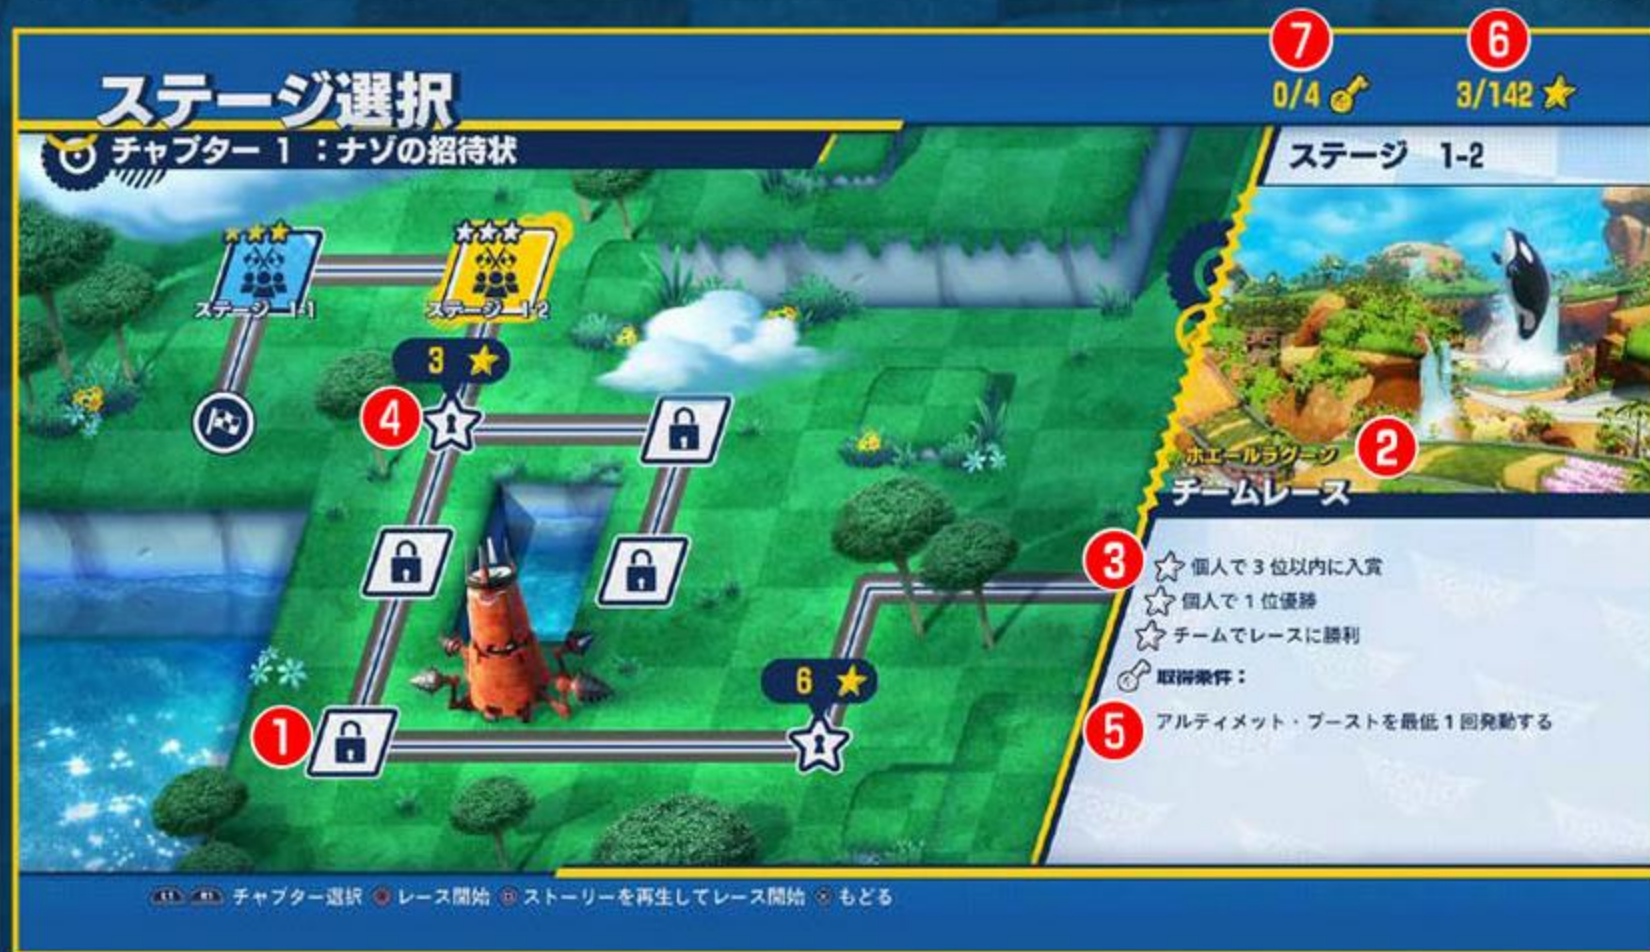 7 6
0/4 3/142
ステージ選択
チャプター 1 :ナゾの招待状
ステージ 1-2
ステージ 1-1
ステージ 1-2
3
4
ホエールラグーン
2
チームレース
3
個人で3位以内に入賞
個人で1位優勝
チームでレースに勝利
取得条件:
6
1
5
アルティメット・ブーストを最低1回発動する
L1 R1 チャプター選択 レース開始 ストーリーを再生してレース開始 もどる